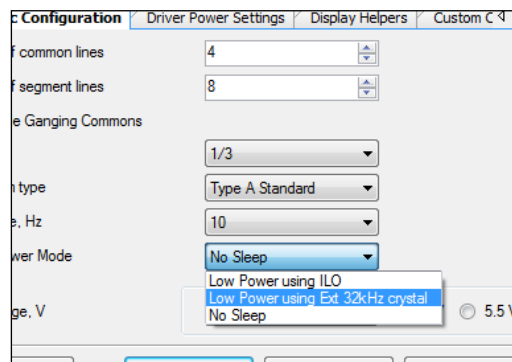 c Configuration Driver Power Settings Display Helpers Custom C
f common lines 4
f segment lines 8
e Ganging Commons
1/3
n type Type A Standard
e, Hz 10
wer Mode No Sleep
Low Power using ILO
Low Power using Ext 32kHz crystal
ge, V No Sleep 5.5 V